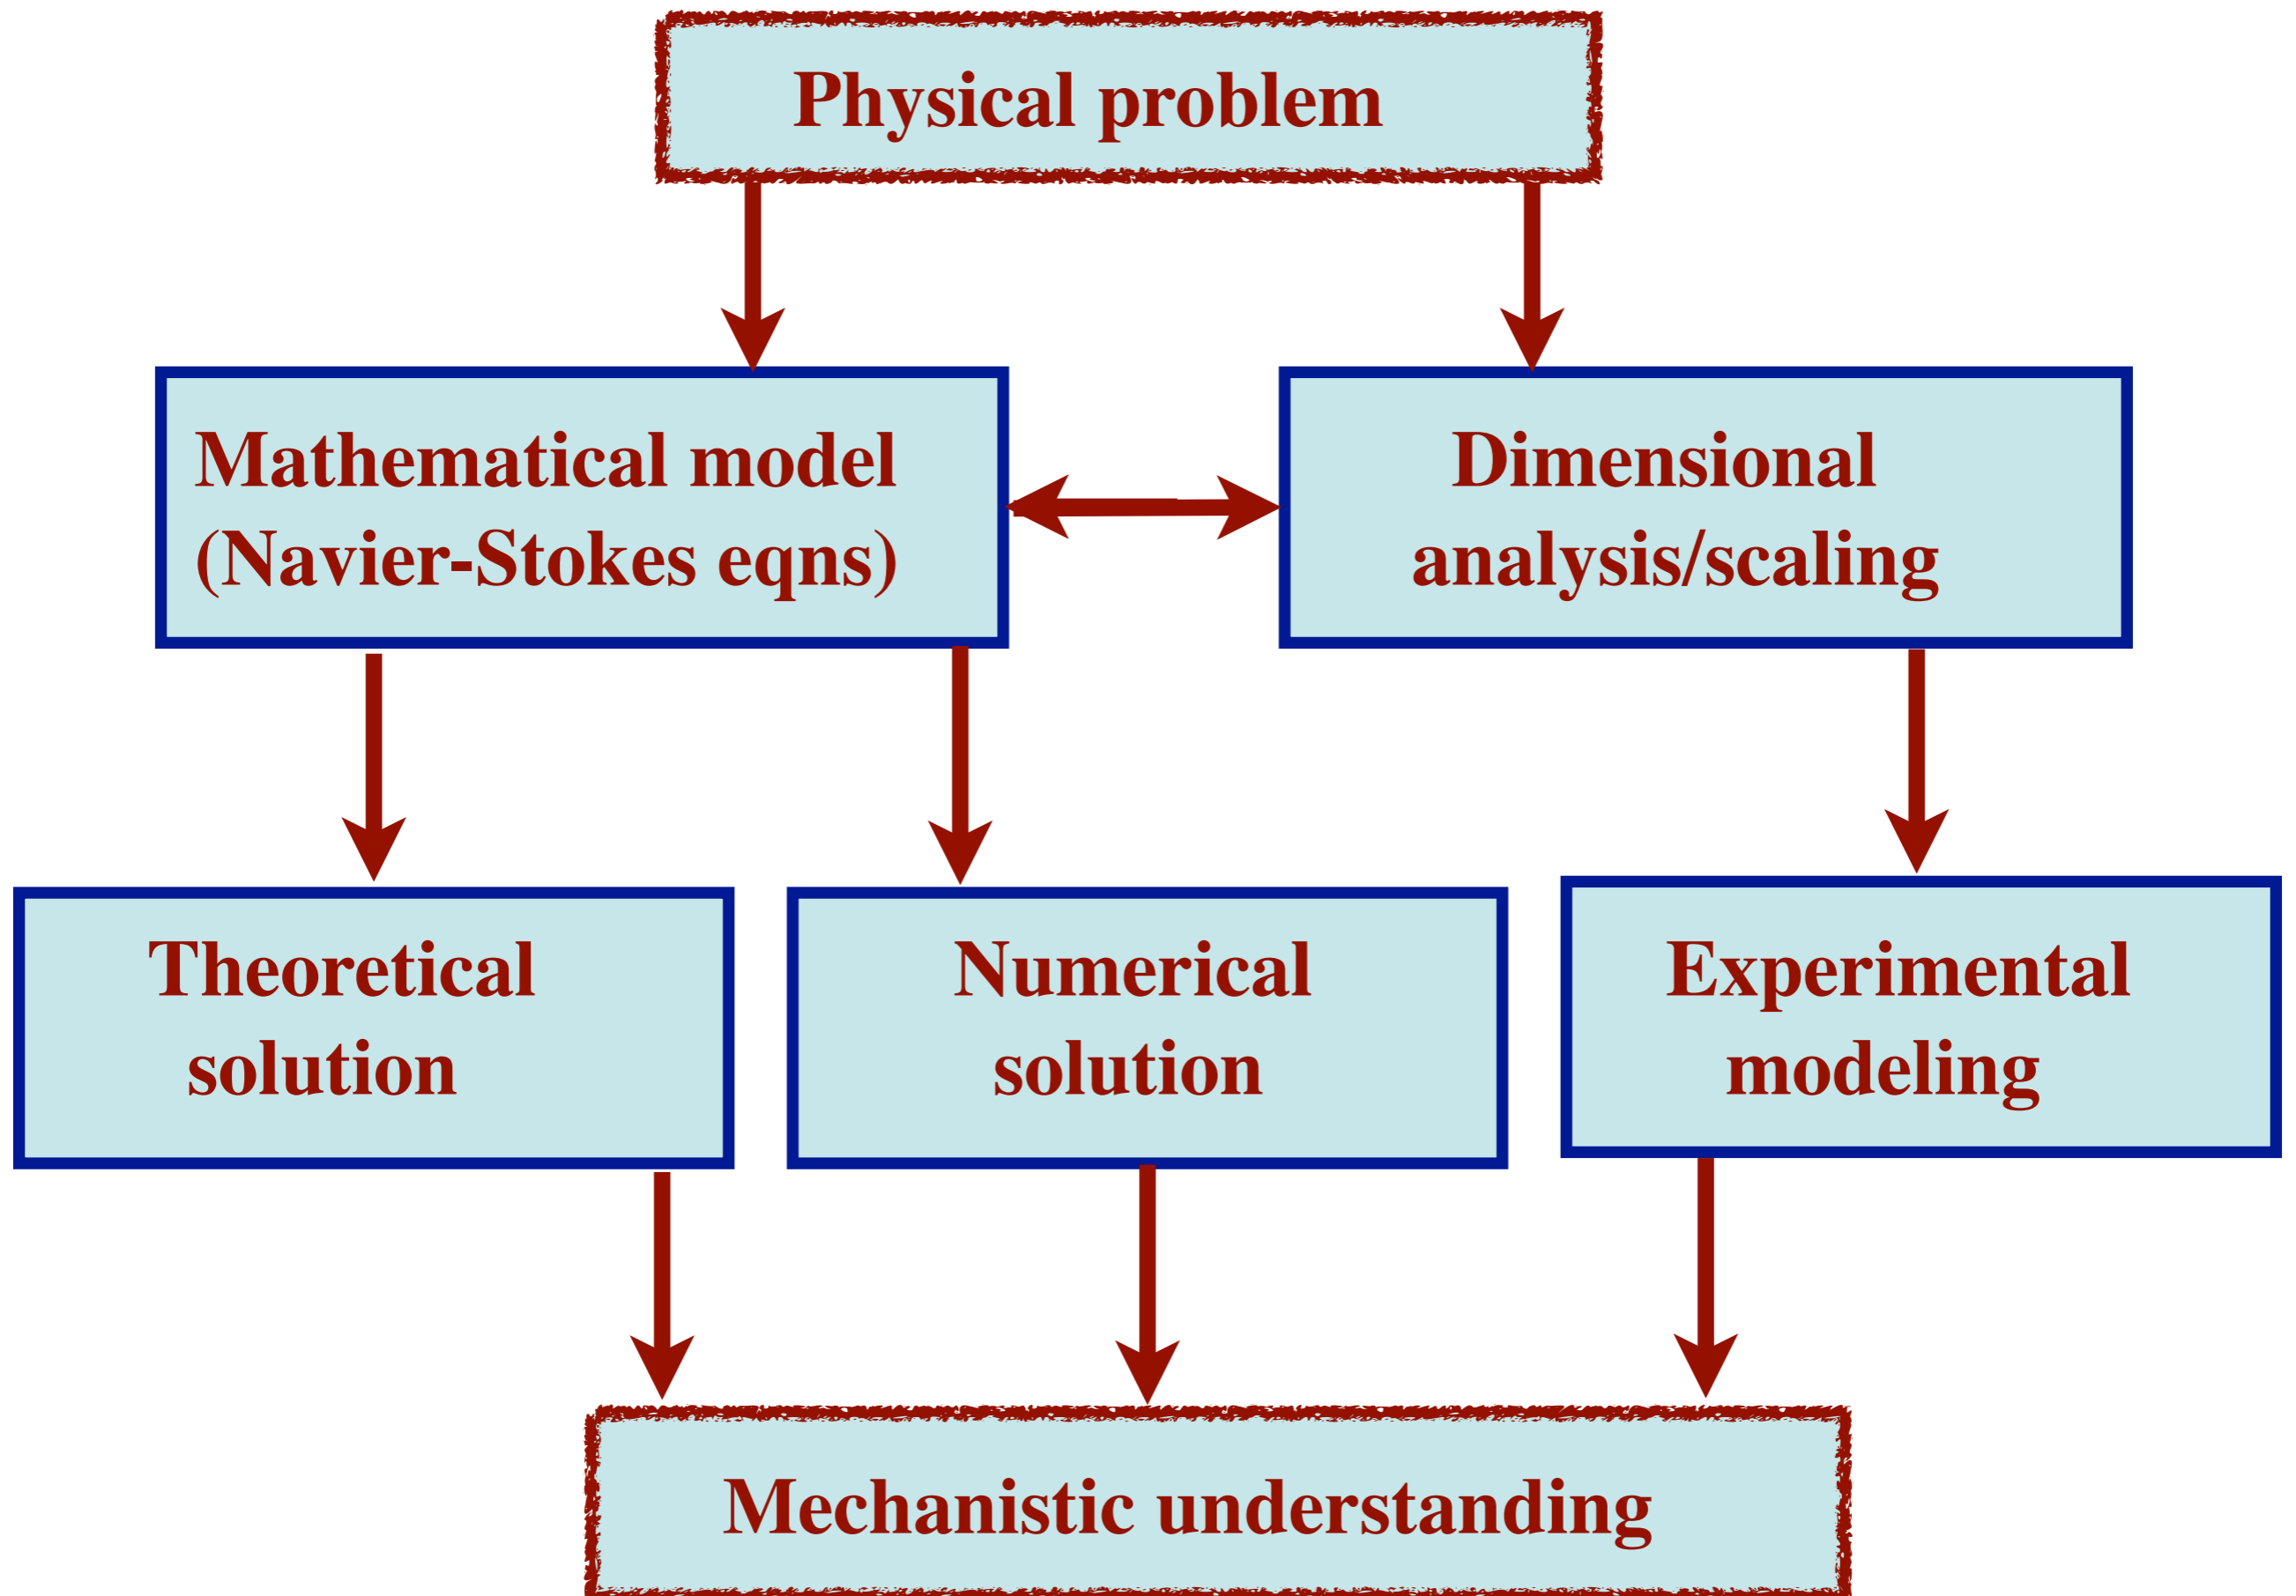 Physical problem
Mathematical model
(Navier-Stokes eqns)
Dimensional
analysis/scaling
Theoretical
solution
Numerical
solution
Experimental
modeling
Mechanistic understanding